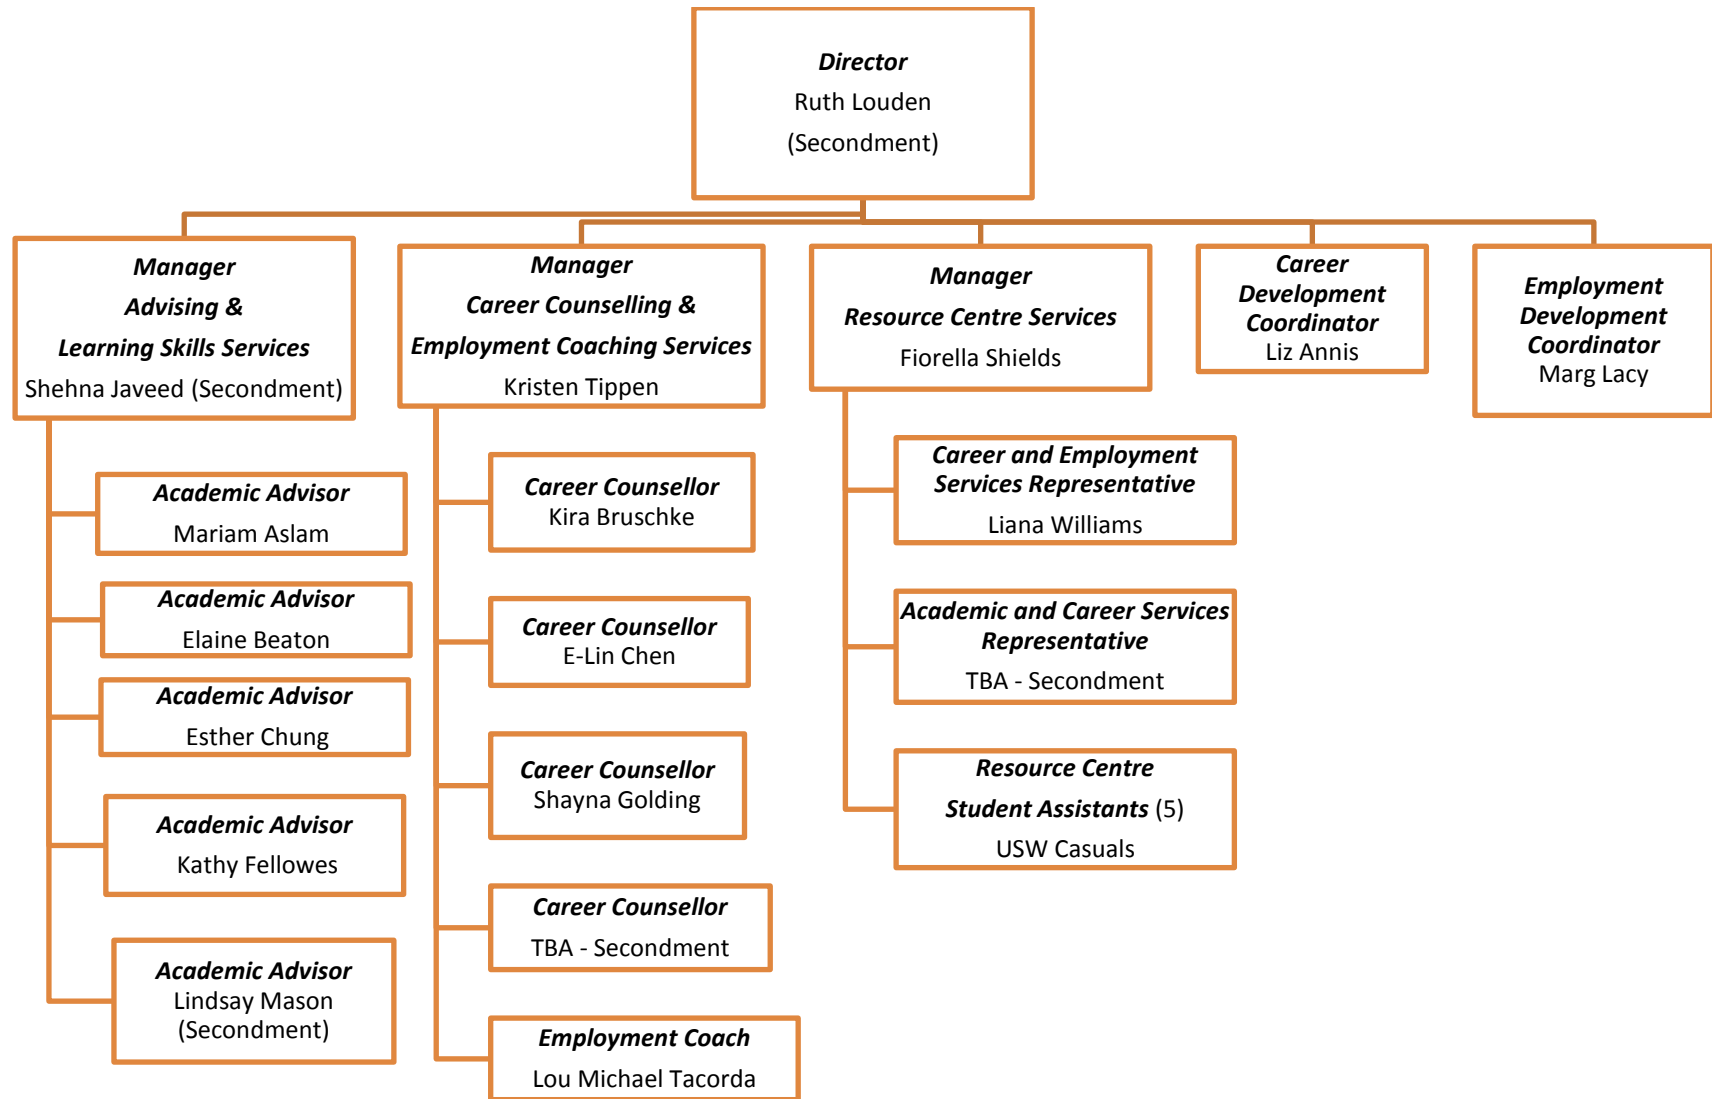 Director
Ruth Louden
(Secondment)
Manager
Advising &
Learning Skills Services
Shehna Javeed (Secondment)
Manager
Career Counselling &
Employment Coaching Services
Kristen Tippen
Manager
Resource Centre Services
Fiorella Shields
Career
Development
Coordinator
Liz Annis
Employment
Development
Coordinator
Marg Lacy
Academic Advisor
Mariam Aslam
Academic Advisor
Elaine Beaton
Academic Advisor
Esther Chung
Academic Advisor
Kathy Fellowes
Academic Advisor
Lindsay Mason
(Secondment)
Career Counsellor
Kira Bruschke
Career Counsellor
E-Lin Chen
Career Counsellor
Shayna Golding
Career Counsellor
TBA - Secondment
Employment Coach
Lou Michael Tacorda
Career and Employment
Services Representative
Liana Williams
Academic and Career Services
Representative
TBA - Secondment
Resource Centre
Student Assistants (5)
USW Casuals